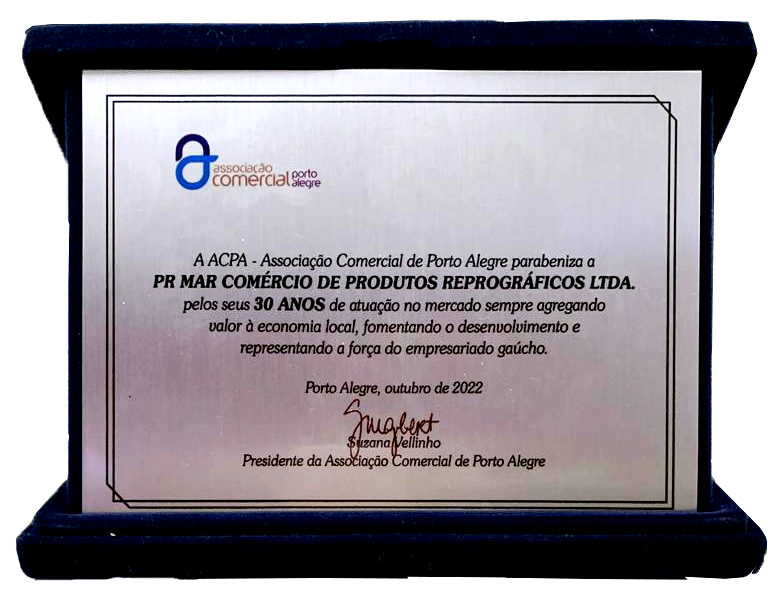 associação
comercial porto alegre
A ACPA - Associação Comercial de Porto Alegre parabeniza a
PR MAR COMÉRCIO DE PRODUTOS REPROGRÁFICOS LTDA.
pelos seus 30 ANOS de atuação no mercado sempre agregando
valor à economia local, fomentando o desenvolvimento e
representando a força do empresariado gaúcho.
Porto Alegre, outubro de 2022
Suzana Vellinho
Presidente da Associação Comercial de Porto Alegre